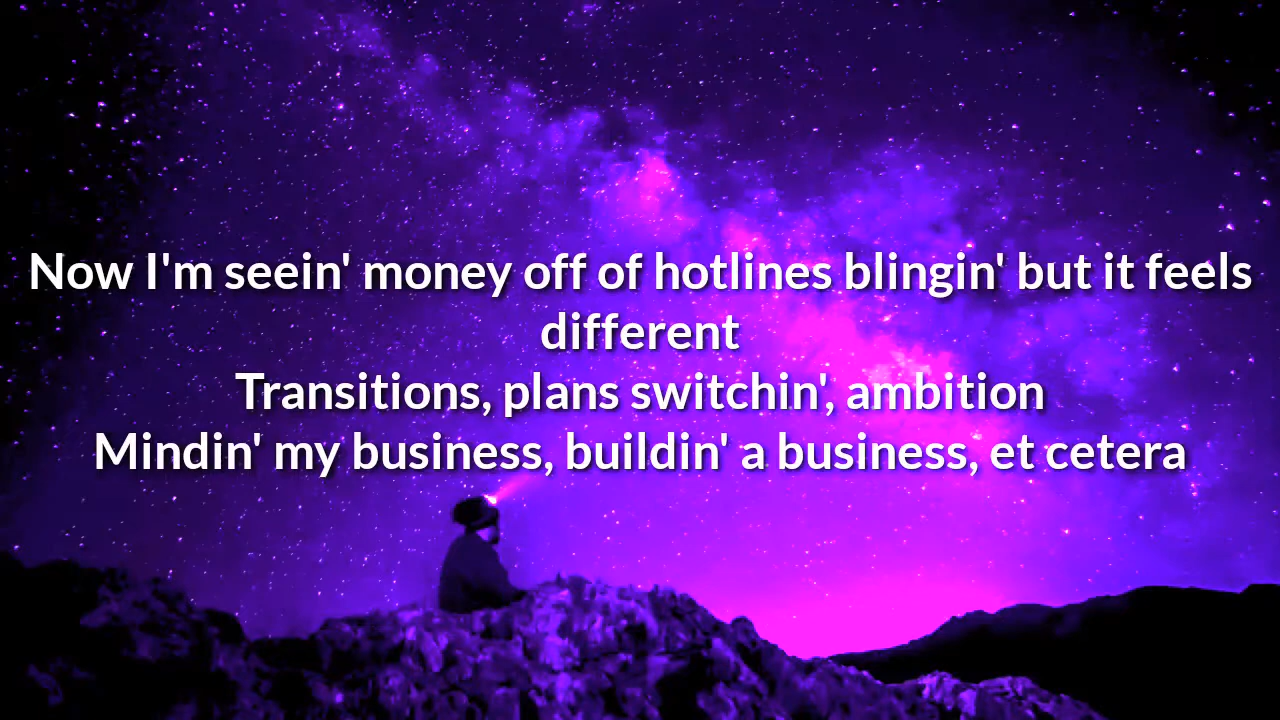 Now I'm seein' money off of hotlines blingin' but it feels
different
Transitions, plans switchin', ambition
Mindin' my business, buildin' a business, et cetera